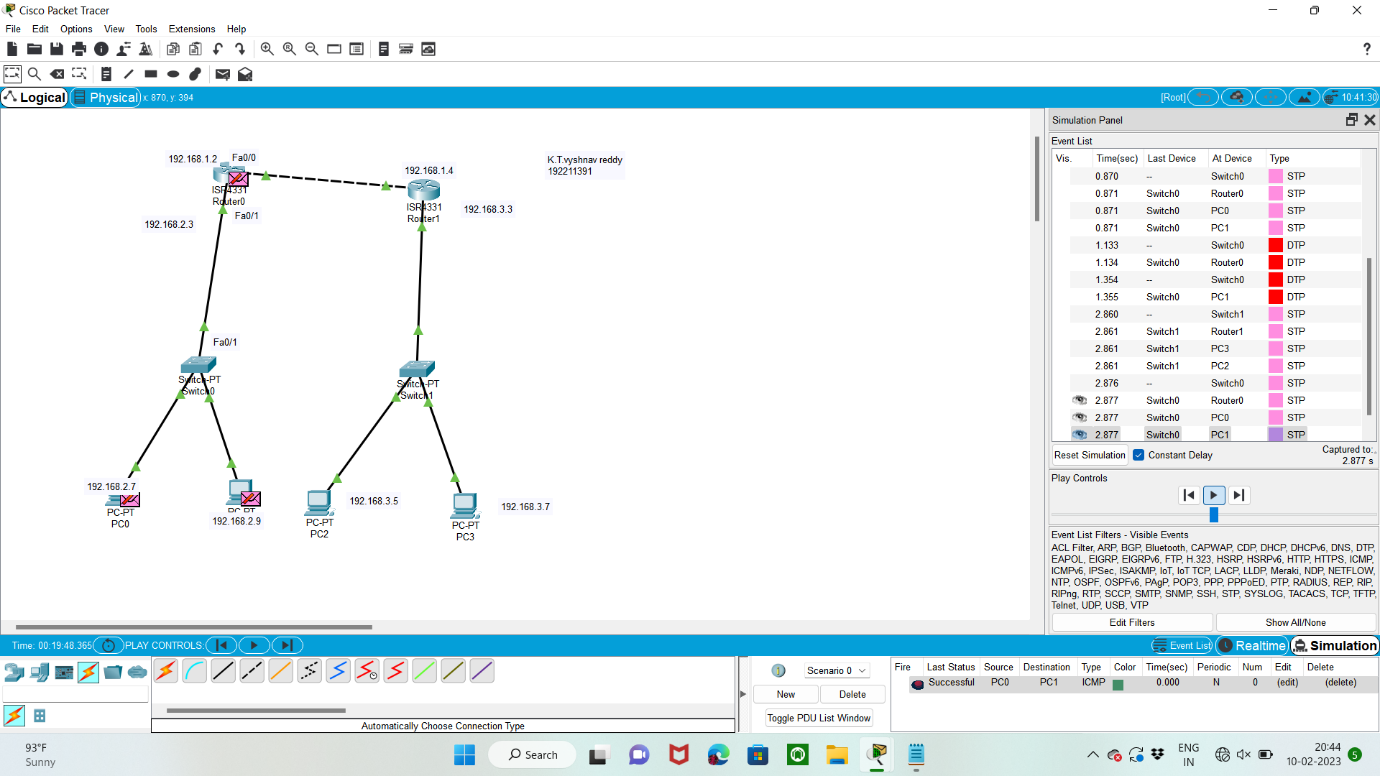 Cisco Packet Tracer
File Edit Options View Tools Extensions Help
?
Logical Physical x: 870, y: 394 [Root] 10:41:30
192.168.1.2 Fa0/0
ISR4331
Router0
Fa0/1
192.168.2.3
192.168.1.4
ISR4331
Router1
192.168.3.3
K.T.vyshnav reddy
192211391
Fa0/1
Switch-PT
Switch0
Switch-PT
Switch1
192.168.2.7
PC-PT
PC0
PC-PT
192.168.2.9
PC-PT
PC2
192.168.3.5
PC-PT
PC3
192.168.3.7
Simulation Panel
Event List
Vis. Time(sec) Last Device At Device Type
0.870 -- Switch0 STP
0.871 Switch0 Router0 STP
0.871 Switch0 PC0 STP
0.871 Switch0 PC1 STP
1.133 -- Switch0 DTP
1.134 Switch0 Router0 DTP
1.354 -- Switch0 DTP
1.355 Switch0 PC1 DTP
2.860 -- Switch1 STP
2.861 Switch1 Router1 STP
2.861 Switch1 PC3 STP
2.861 Switch1 PC2 STP
2.876 -- Switch0 STP
2.877 Switch0 Router0 STP
2.877 Switch0 PC0 STP
2.877 Switch0 PC1 STP
Reset Simulation Constant Delay Captured to:
2.877 s
Play Controls
Event List Filters - Visible Events
ACL Filter, ARP, BGP, Bluetooth, CAPWAP, CDP, DHCP, DHCPv6, DNS, DTP,
EAPOL, EIGRP, EIGRPv6, FTP, H.323, HSRP, HSRPv6, HTTP, HTTPS, ICMP,
ICMPv6, IPSec, ISAKMP, IoT, IoT TCP, LACP, LLDP, Meraki, NDP, NETFLOW,
NTP, OSPF, OSPFv6, PAgP, POP3, PPP, PPPoED, PTP, RADIUS, REP, RIP,
RIPng, RTP, SCCP, SMTP, SNMP, SSH, STP, SYSLOG, TACACS, TCP, TFTP,
Telnet, UDP, USB, VTP
Edit Filters Show All/None
Time: 00:19:48.365 PLAY CONTROLS: Event List Realtime Simulation
Automatically Choose Connection Type
Scenario 0
New Delete
Toggle PDU List Window
Fire Last Status Source Destination Type Color Time(sec) Periodic Num Edit Delete
Successful PC0 PC1 ICMP 0.000 N 0 (edit) (delete)
93°F
Sunny
Search
ENG
IN
20:44
10-02-2023
5